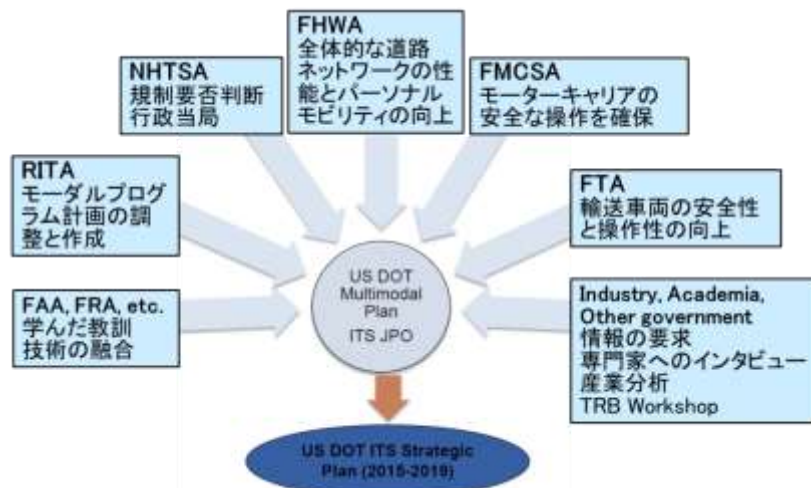 FHWA
全体的な道路
ネットワークの性
能とパーソナル
モビリティの向上
NHTSA
規制要否判断
行政当局
FMCSA
モーターキャリアの
安全な操作を確保
RITA
モーダルプログ
ラム計画の調
整と作成
FTA
輸送車両の安全性
と操作性の向上
FAA, FRA, etc.
学んだ教訓
技術の融合
US DOT
Multimodal
Plan
ITS JPO
Industry, Academia,
Other government
情報の要求
専門家へのインタビュー
産業分析
TRB Workshop
US DOT ITS Strategic
Plan (2015-2019)